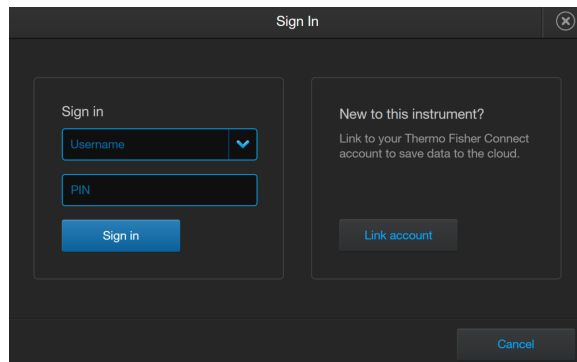 Sign In
Sign in
Username
PIN
Sign in
New to this instrument?
Link to your Thermo Fisher Connect
account to save data to the cloud.
Link account
Cancel